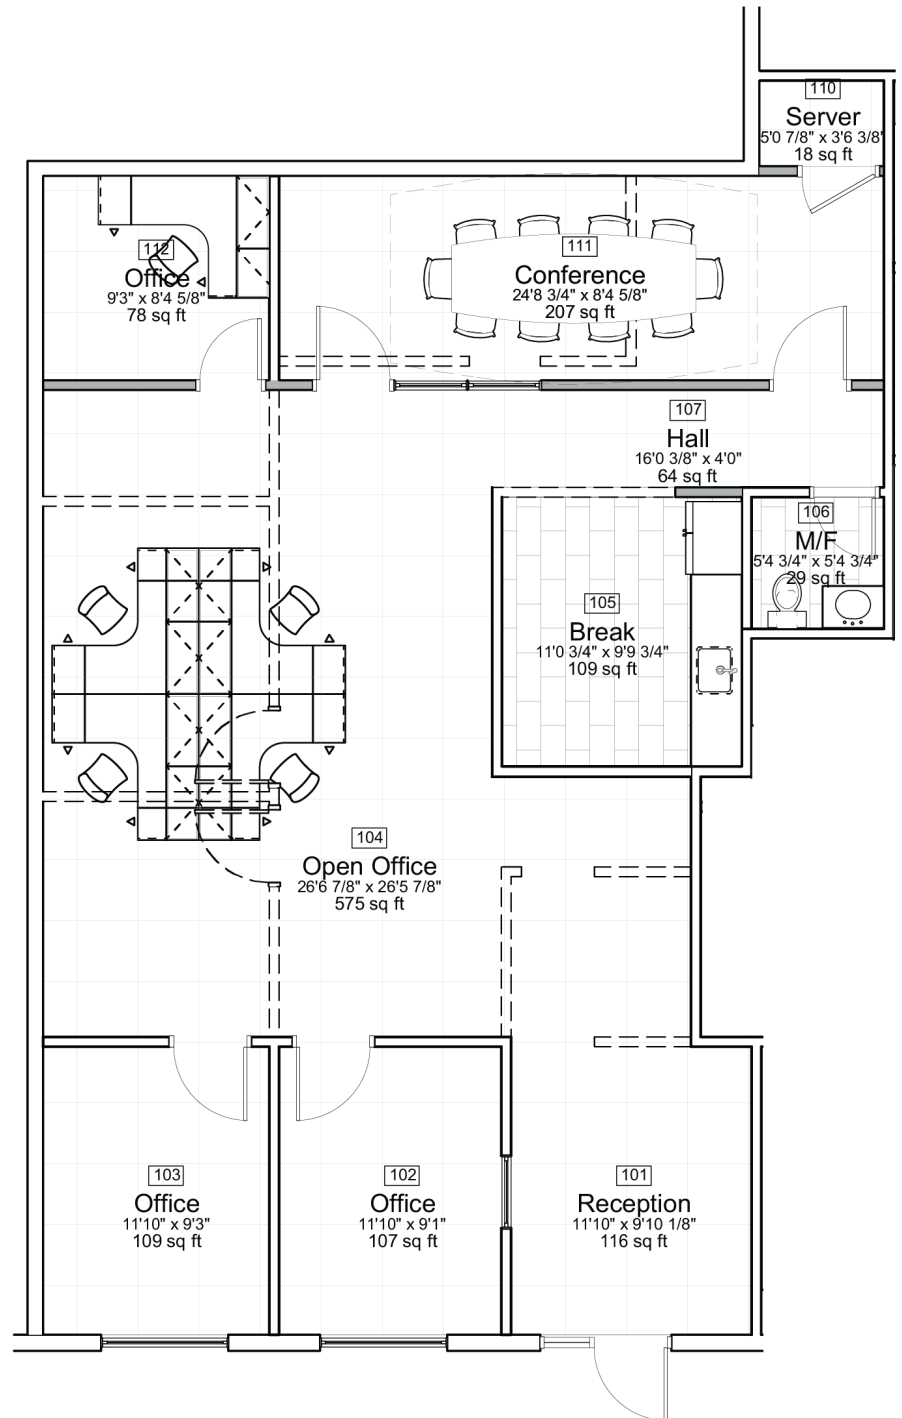 110
Server
5'0 7/8" x 3'6 3/8"
18 sq ft
112
Office
9'3" x 8'4 5/8"
78 sq ft
111
Conference
24'8 3/4" x 8'4 5/8"
207 sq ft
107
Hall
16'0 3/8" x 4'0"
64 sq ft
106
M/F
5'4 3/4" x 5'4 3/4"
29 sq ft
105
Break
11'0 3/4" x 9'9 3/4"
109 sq ft
104
Open Office
26'6 7/8" x 26'5 7/8"
575 sq ft
103
Office
11'10" x 9'3"
109 sq ft
102
Office
11'10" x 9'1"
107 sq ft
101
Reception
11'10" x 9'10 1/8"
116 sq ft